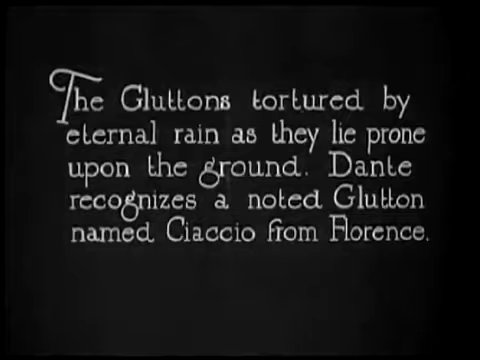 The Gluttons tortured by
eternal rain as they lie prone
upon the ground. Dante
recognizes a noted Glutton
named Ciaccio from Florence.